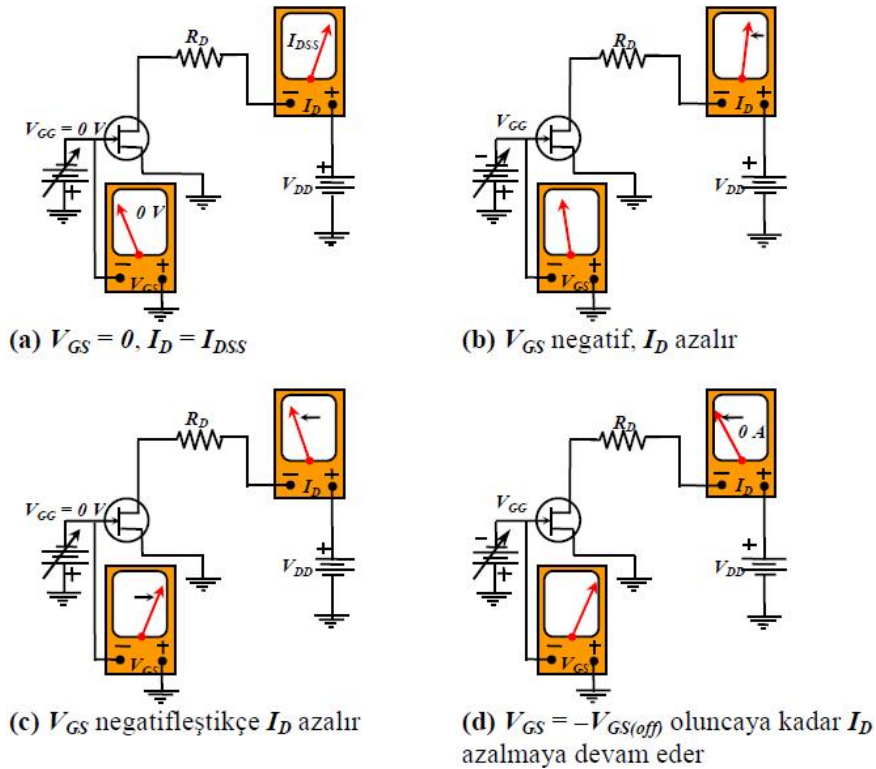 R_D
I_DSS
− I_D +
V_GG = 0 V
+
+
V_DD
0 V
− V_GS +
(a) V_GS = 0, I_D = I_DSS
R_D
− I_D +
V_GG
−
+
+
V_DD
− V_GS +
(b) V_GS negatif, I_D azalır
R_D
− I_D +
V_GG = 0 V
+
+
V_DD
− V_GS +
(c) V_GS negatifleştikçe I_D azalır
R_D
0 A
− I_D +
V_GG
−
+
+
V_DD
− V_GS +
(d) V_GS = −V_GS(off) oluncaya kadar I_D
azalmaya devam eder